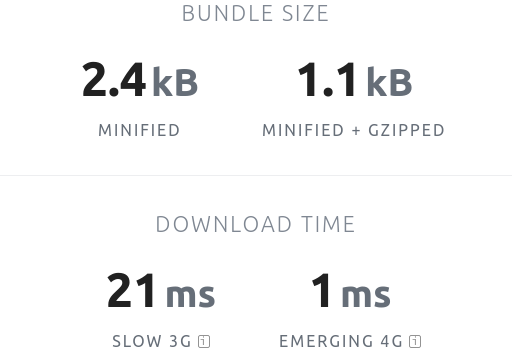 BUNDLE SIZE
2.4 kB 1.1 kB
MINIFIED MINIFIED + GZIPPED
DOWNLOAD TIME
21 ms 1 ms
SLOW 3G EMERGING 4G